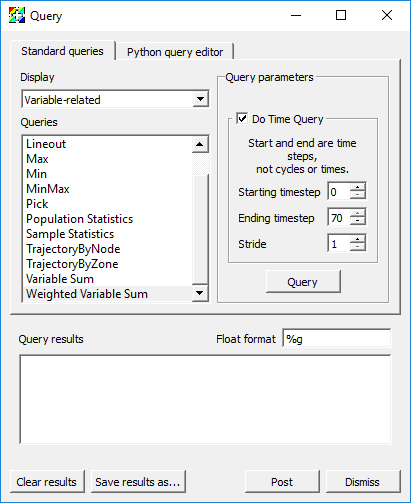 Query
Standard queries
Python query editor
Display
Query parameters
Variable-related
Queries
Do Time Query
Lineout
Max
Min
MinMax
Pick
Population Statistics
Sample Statistics
TrajectoryByNode
TrajectoryByZone
Variable Sum
Weighted Variable Sum
Start and end are time
steps,
not cycles or times.
Starting timestep 0
Ending timestep 70
Stride 1
Query
Query results
Float format %g
Clear results
Save results as...
Post
Dismiss